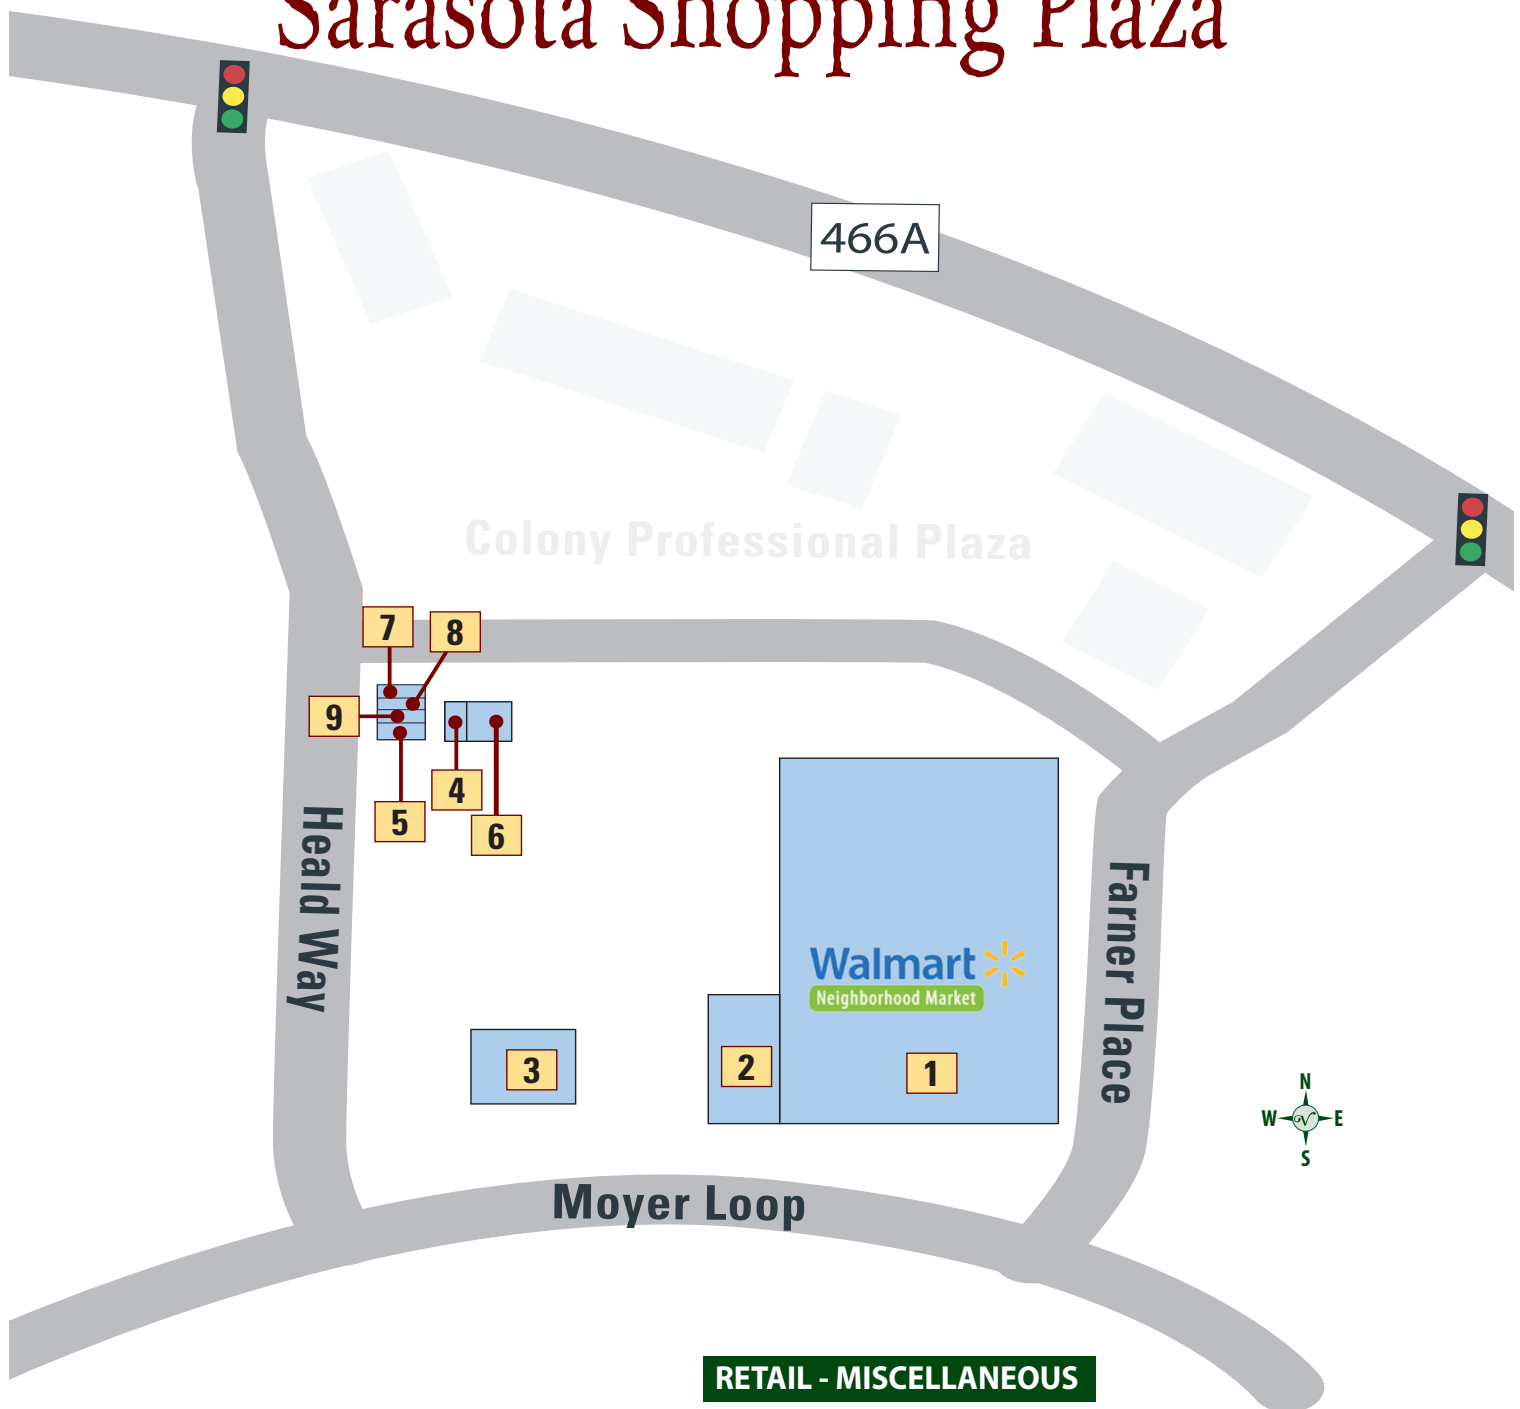 Sarasota Shopping Plaza
466A
Colony Professional Plaza
7
8
9
4
5
6
Heald Way
Farner Place
Walmart
Neighborhood Market
3
2
1
N
W
E
S
Moyer Loop
RETAIL - MISCELLANEOUS